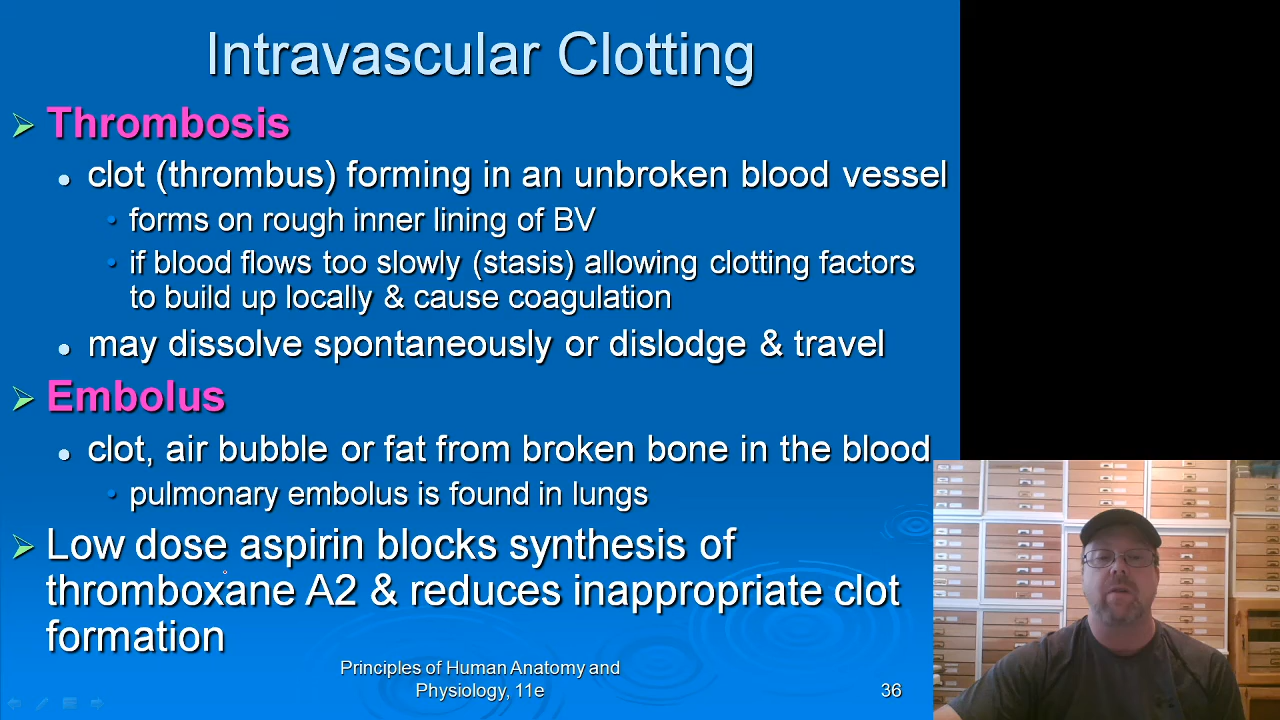 Intravascular Clotting
Thrombosis
clot (thrombus) forming in an unbroken blood vessel
forms on rough inner lining of BV
if blood flows too slowly (stasis) allowing clotting factors
to build up locally & cause coagulation
may dissolve spontaneously or dislodge & travel
Embolus
clot, air bubble or fat from broken bone in the blood
pulmonary embolus is found in lungs
Low dose aspirin blocks synthesis of
thromboxane A2 & reduces inappropriate clot
formation
Principles of Human Anatomy and
Physiology, 11e
36